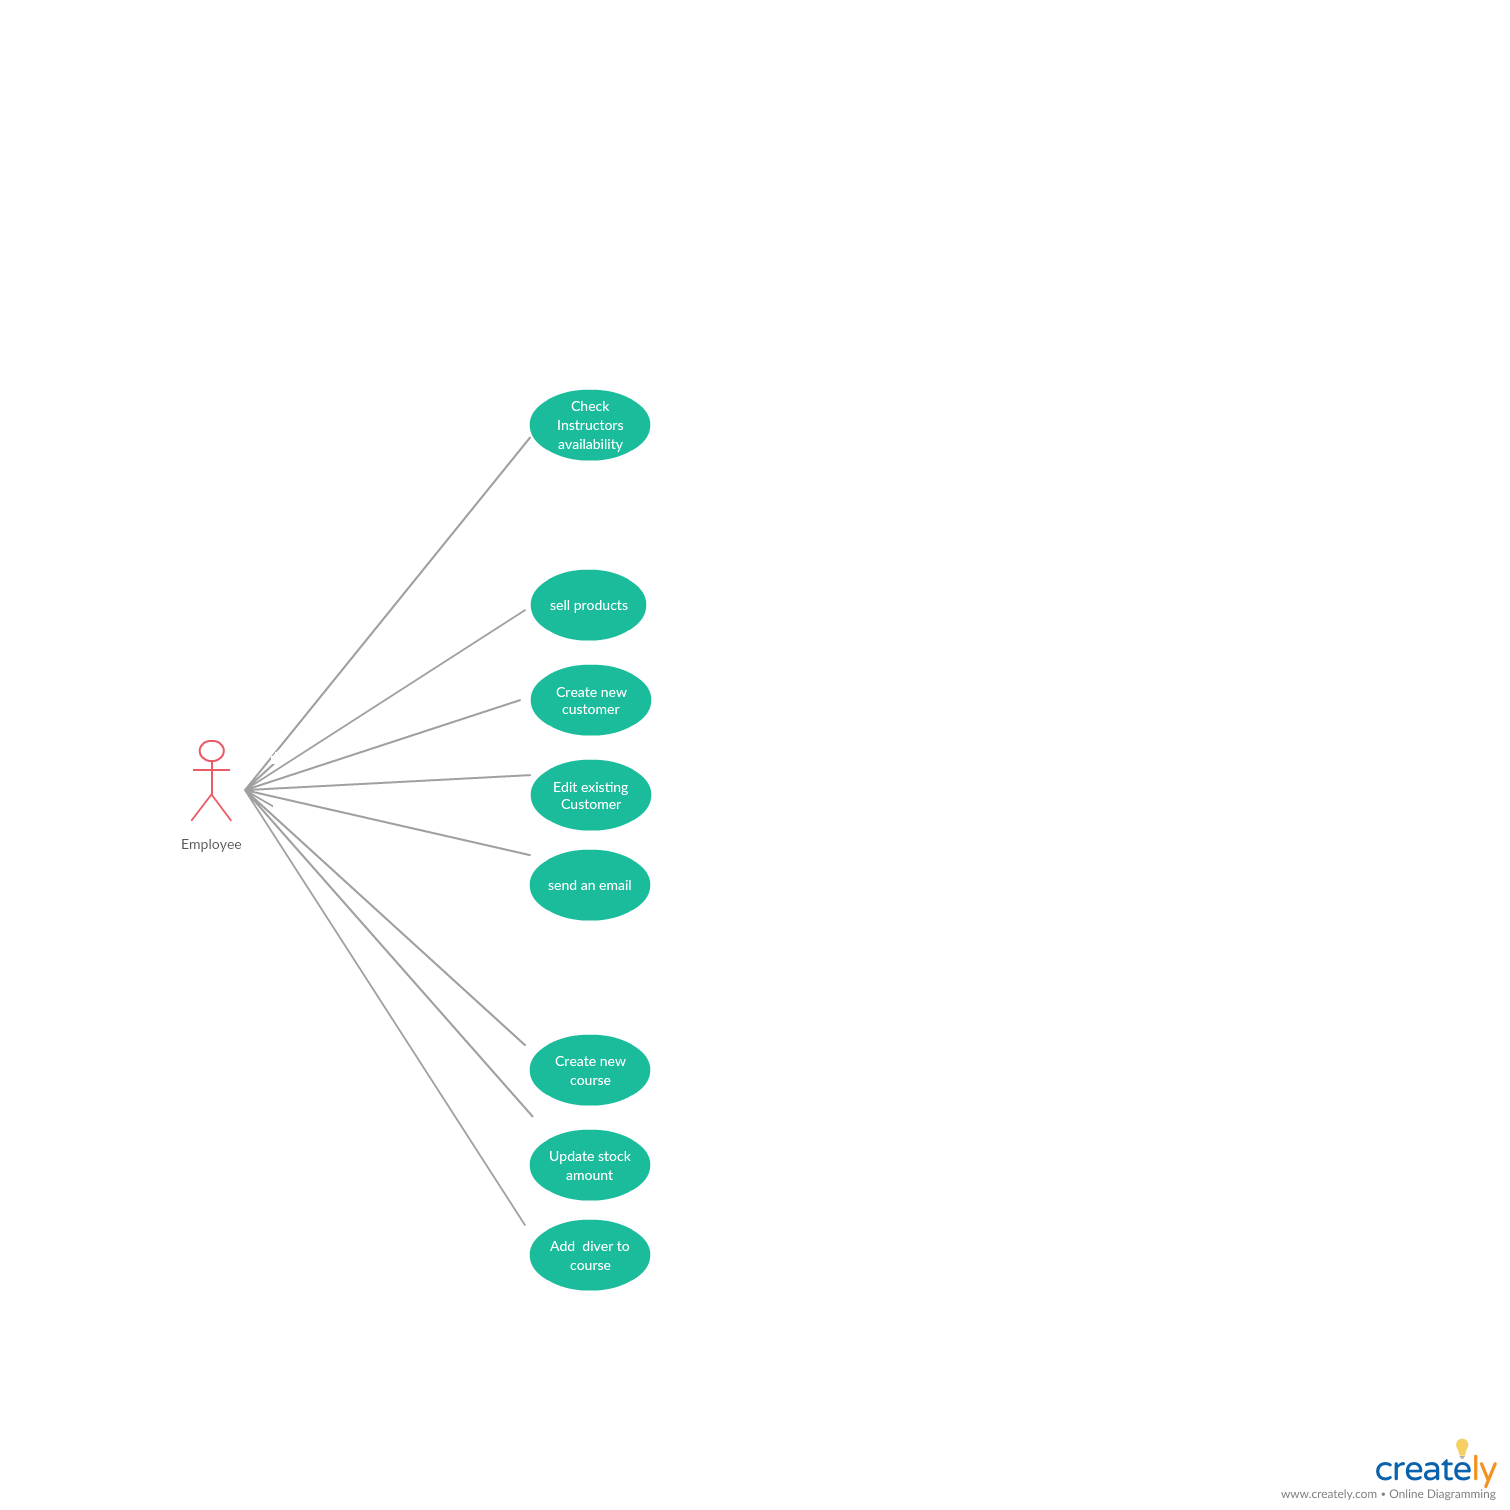 Check
Instructors
availability
sell products
Create new
customer
Edit existing
Customer
Employee
send an email
Create new
course
Update stock
amount
Add  diver to
course
creately
www.creately.com • Online Diagramming